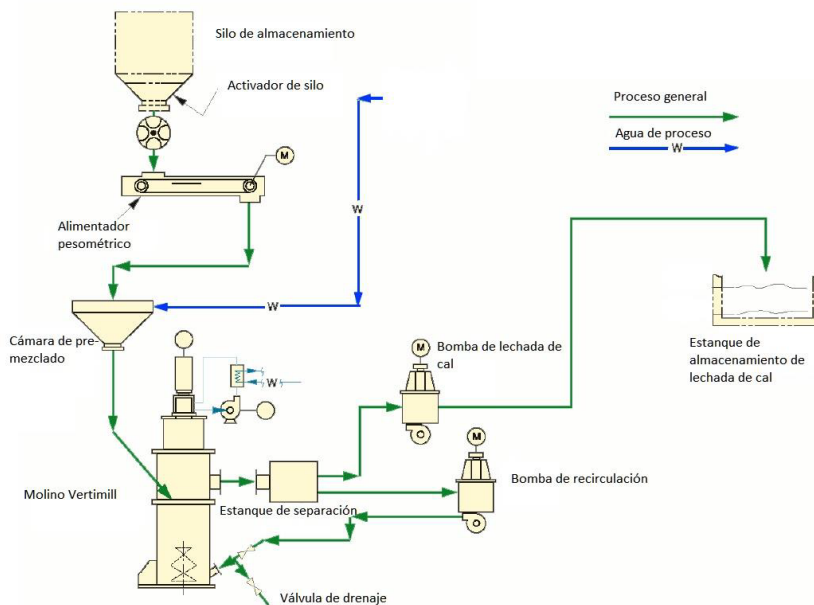 Silo de almacenamiento
Activador de silo
Proceso general
Agua de proceso
W
M
Alimentador
pesométrico
W
W
Cámara de pre-
mezclado
M
Bomba de lechada de
cal
Estanque de
almacenamiento de
lechada de cal
W
M
Bomba de recirculación
Molino Vertimill
Estanque de separación
Válvula de drenaje